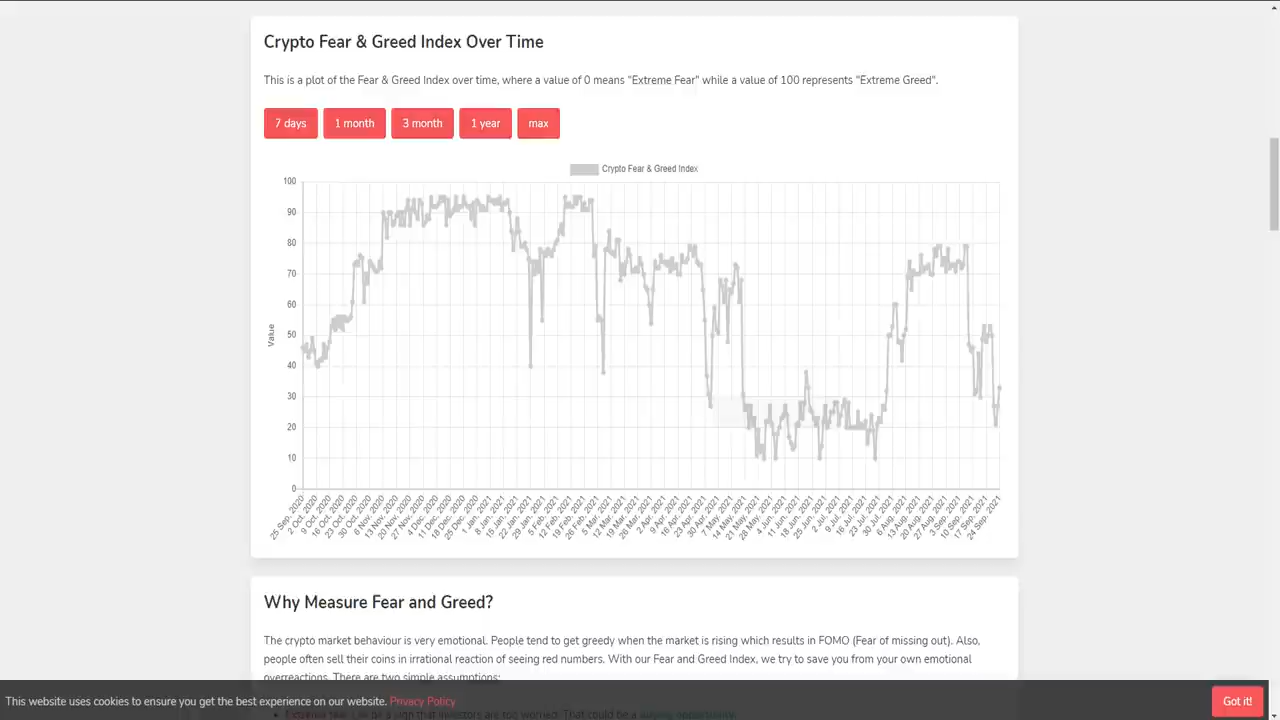 Crypto Fear & Greed Index Over Time
This is a plot of the Fear & Greed Index over time, where a value of 0 means "Extreme Fear" while a value of 100 represents "Extreme Greed".
7 days 1 month 3 month 1 year max
Crypto Fear & Greed Index
100
90
80
70
60
50
40
30
20
10
0
Value
25 Sep, 2020 2 Oct, 2020 9 Oct, 2020 16 Oct, 2020 23 Oct, 2020 30 Oct, 2020 6 Nov, 2020 13 Nov, 2020 20 Nov, 2020 27 Nov, 2020 4 Dec, 2020 11 Dec, 2020 18 Dec, 2020 25 Dec, 2020 1 Jan, 2021 8 Jan, 2021 15 Jan, 2021 22 Jan, 2021 29 Jan, 2021 5 Feb, 2021 12 Feb, 2021 19 Feb, 2021 26 Feb, 2021 5 Mar, 2021 12 Mar, 2021 19 Mar, 2021 26 Mar, 2021 2 Apr, 2021 9 Apr, 2021 16 Apr, 2021 23 Apr, 2021 30 Apr, 2021 7 May, 2021 14 May, 2021 21 May, 2021 28 May, 2021 4 Jun, 2021 11 Jun, 2021 18 Jun, 2021 25 Jun, 2021 2 Jul, 2021 9 Jul, 2021 16 Jul, 2021 23 Jul, 2021 30 Jul, 2021 6 Aug, 2021 13 Aug, 2021 20 Aug, 2021 27 Aug, 2021 3 Sep, 2021 10 Sep, 2021 17 Sep, 2021 24 Sep, 2021
Why Measure Fear and Greed?
The crypto market behaviour is very emotional. People tend to get greedy when the market is rising which results in FOMO (Fear of missing out). Also,
people often sell their coins in irrational reaction of seeing red numbers. With our Fear and Greed Index, we try to save you from your own emotional
overreactions. There are two simple assumptions:
This website uses cookies to ensure you get the best experience on our website. Privacy Policy
Got it!
Extreme fear can be a sign that investors are too worried. That could be a buying opportunity.